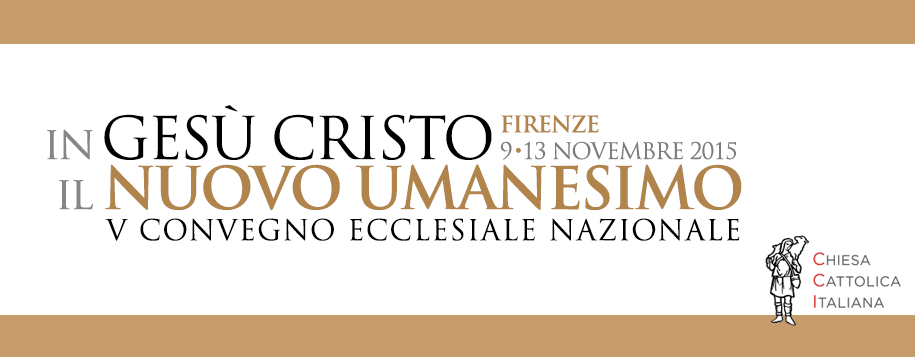 IN GESÙ CRISTO
FIRENZE
9•13 NOVEMBRE 2015
IL NUOVO UMANESIMO
V CONVEGNO ECCLESIALE NAZIONALE
CHIESA
CATTOLICA
ITALIANA